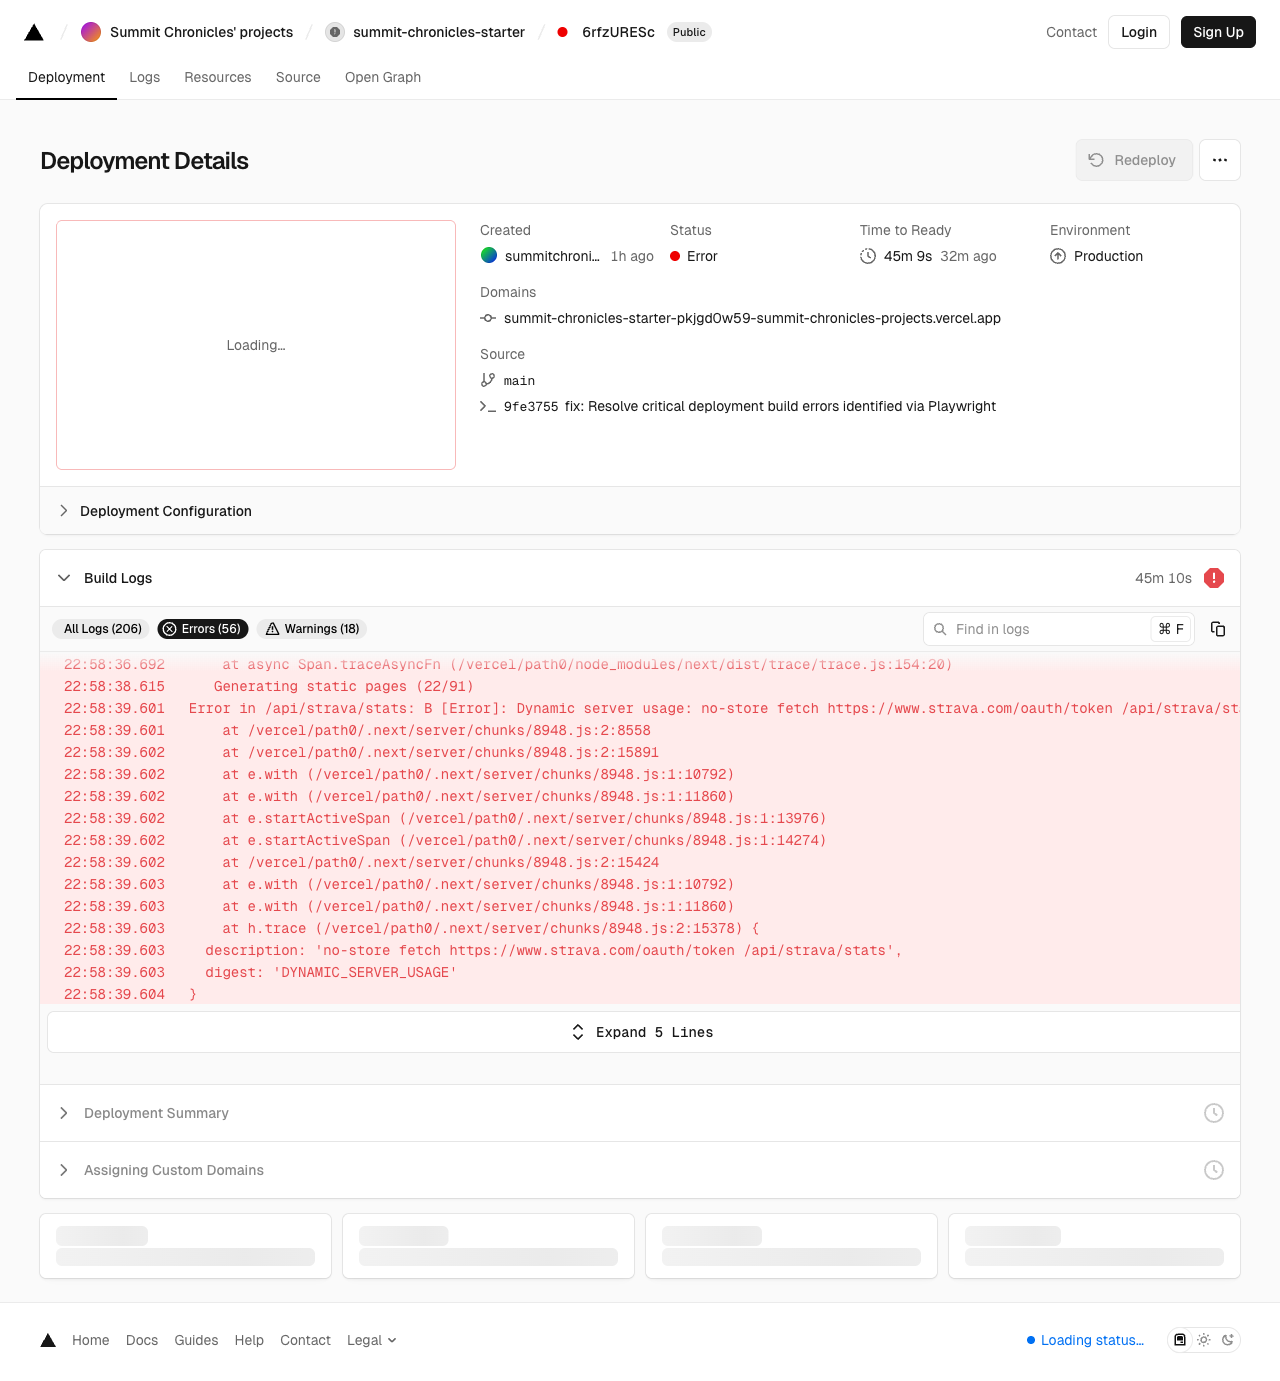 Summit Chronicles' projects
summit-chronicles-starter
6rfzURESc
Public
Contact
Login
Sign Up
Deployment
Logs
Resources
Source
Open Graph
Deployment Details
Redeploy
Loading…
Created
summitchroni…
1h ago
Status
Error
Time to Ready
45m 9s
32m ago
Environment
Production
Domains
summit-chronicles-starter-pkjgd0w59-summit-chronicles-projects.vercel.app
Source
main
9fe3755 fix: Resolve critical deployment build errors identified via Playwright
Deployment Configuration
Build Logs
45m 10s
All Logs (206)
Errors (56)
Warnings (18)
Find in logs
⌘ F
22:58:36.692 at async Span.traceAsyncFn (/vercel/path0/node_modules/next/dist/trace/trace.js:154:20)
22:58:38.615 Generating static pages (22/91)
22:58:39.601 Error in /api/strava/stats: B [Error]: Dynamic server usage: no-store fetch https://www.strava.com/oauth/token /api/strava/st
22:58:39.601 at /vercel/path0/.next/server/chunks/8948.js:2:8558
22:58:39.602 at /vercel/path0/.next/server/chunks/8948.js:2:15891
22:58:39.602 at e.with (/vercel/path0/.next/server/chunks/8948.js:1:10792)
22:58:39.602 at e.with (/vercel/path0/.next/server/chunks/8948.js:1:11860)
22:58:39.602 at e.startActiveSpan (/vercel/path0/.next/server/chunks/8948.js:1:13976)
22:58:39.602 at e.startActiveSpan (/vercel/path0/.next/server/chunks/8948.js:1:14274)
22:58:39.602 at /vercel/path0/.next/server/chunks/8948.js:2:15424
22:58:39.603 at e.with (/vercel/path0/.next/server/chunks/8948.js:1:10792)
22:58:39.603 at e.with (/vercel/path0/.next/server/chunks/8948.js:1:11860)
22:58:39.603 at h.trace (/vercel/path0/.next/server/chunks/8948.js:2:15378) {
22:58:39.603 description: 'no-store fetch https://www.strava.com/oauth/token /api/strava/stats',
22:58:39.603 digest: 'DYNAMIC_SERVER_USAGE'
22:58:39.604 }
Expand 5 Lines
Deployment Summary
Assigning Custom Domains
Home
Docs
Guides
Help
Contact
Legal
Loading status…